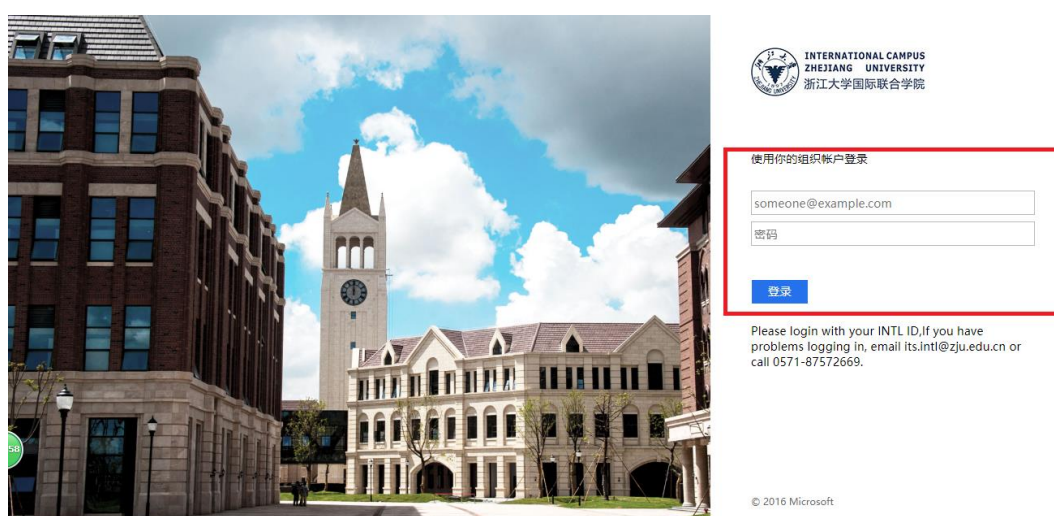 INTERNATIONAL CAMPUS
ZHEJIANG UNIVERSITY
浙江大学国际联合学院
使用你的组织帐户登录
someone@example.com
密码
登录
Please login with your INTL ID,If you have
problems logging in, email its.intl@zju.edu.cn or
call 0571-87572669.
58
© 2016 Microsoft